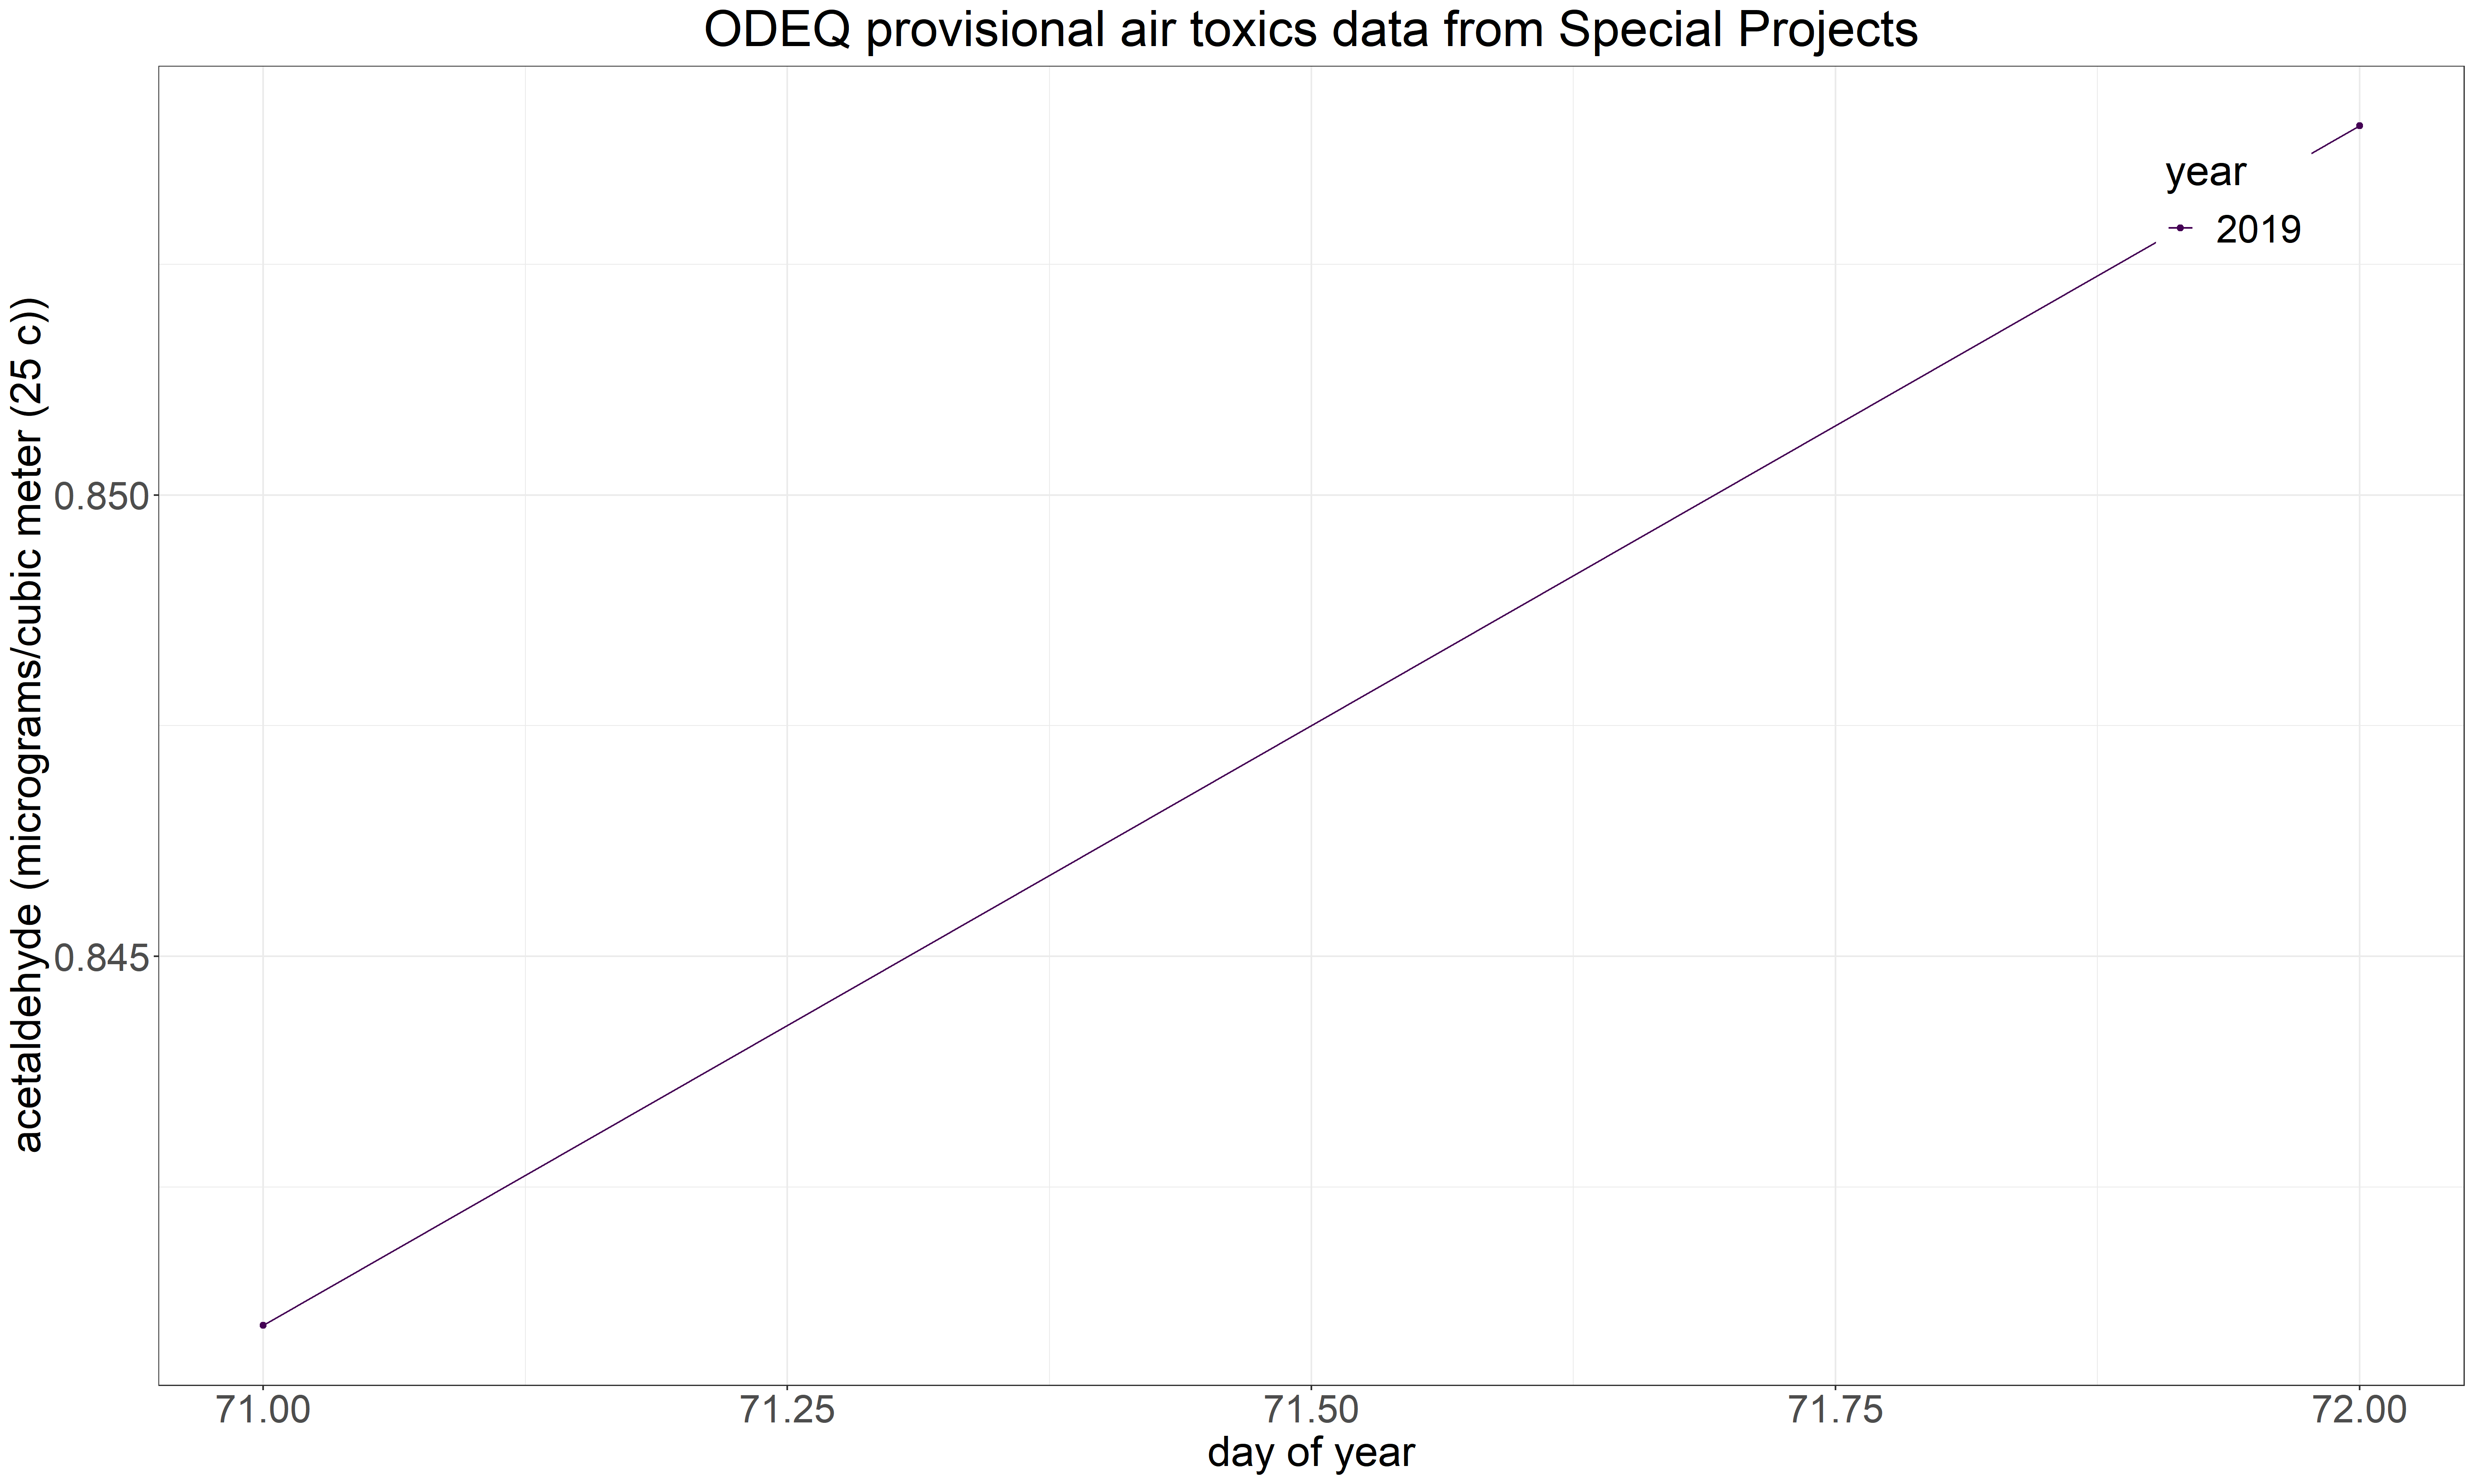 ODEQ provisional air toxics data from Special Projects
year
2019
acetaldehyde (micrograms/cubic meter (25 c))
0.850
0.845
71.00 71.25 71.50 71.75 72.00
day of year